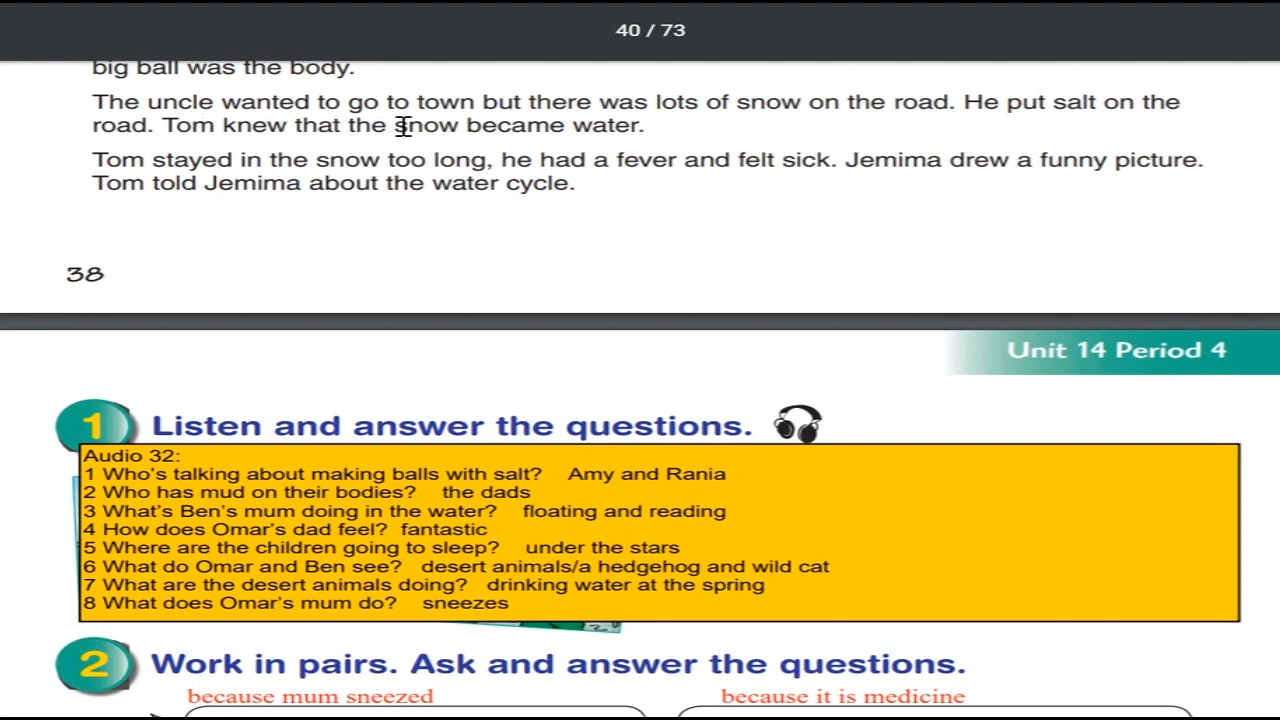 40 / 73
big ball was the body.
The uncle wanted to go to town but there was lots of snow on the road. He put salt on the
road. Tom knew that the snow became water.
Tom stayed in the snow too long, he had a fever and felt sick. Jemima drew a funny picture.
Tom told Jemima about the water cycle.
38
Unit 14 Period 4
1 Listen and answer the questions.
Audio 32:
1 Who's talking about making balls with salt? Amy and Rania
2 Who has mud on their bodies? the dads
3 What's Ben's mum doing in the water? floating and reading
4 How does Omar's dad feel? fantastic
5 Where are the children going to sleep? under the stars
6 What do Omar and Ben see? desert animals/a hedgehog and wild cat
7 What are the desert animals doing? drinking water at the spring
8 What does Omar's mum do? sneezes
2 Work in pairs. Ask and answer the questions.
because mum sneezed because it is medicine